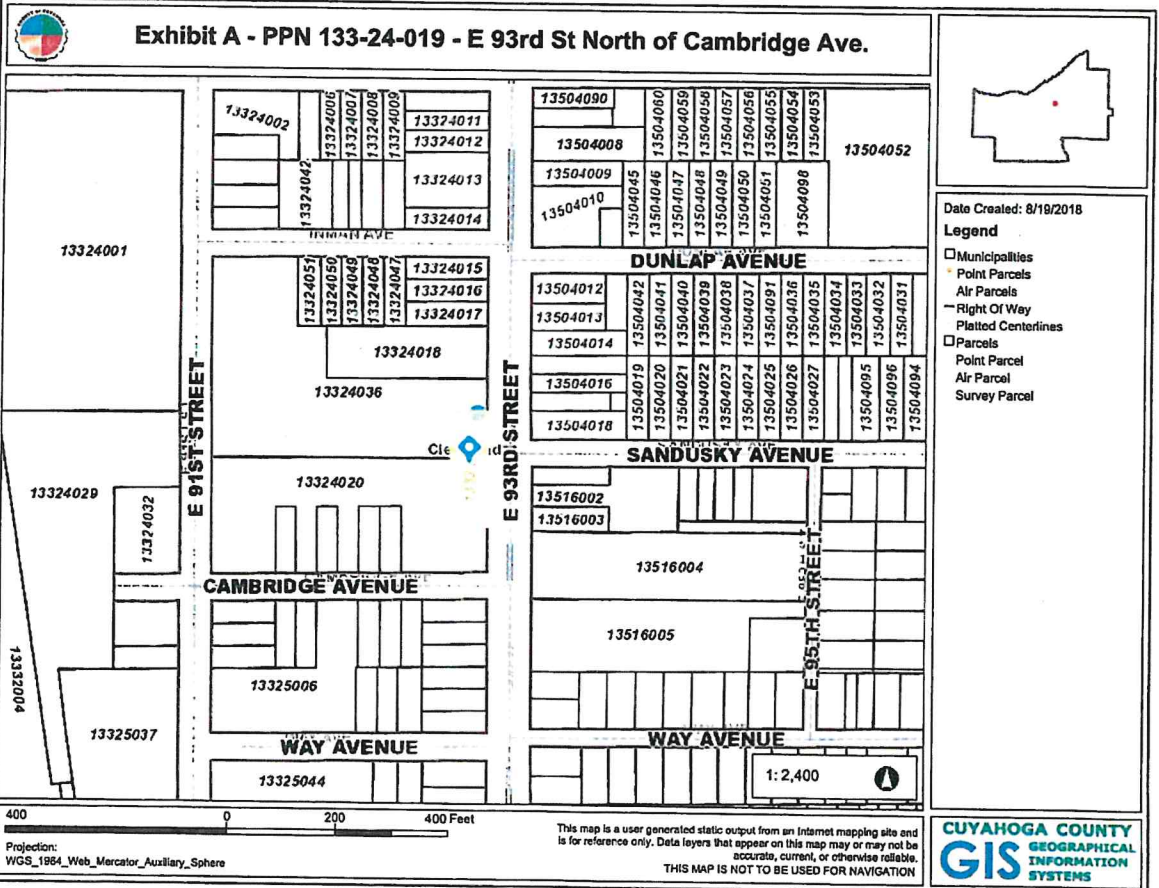 Exhibit A - PPN 133-24-019 - E 93rd St North of Cambridge Ave.
13324001
13324002
13324006
13324007
13324008
13324009
13324011
13324012
13324013
13324014
13324042
INMAN AVE
13504090
13504008
13504009
13504010
13504060
13504059
13504058
13504057
13504056
13504055
13504054
13504053
13504052
13504045
13504046
13504047
13504048
13504049
13504050
13504051
13504098
DUNLAP AVENUE
13324051
13324050
13324049
13324048
13324047
13324015
13324016
13324017
13324018
13324036
13504012
13504013
13504014
13504016
13504018
13504042
13504041
13504040
13504039
13504038
13504037
13504091
13504036
13504035
13504034
13504033
13504032
13504031
13504019
13504020
13504021
13504022
13504023
13504024
13504025
13504026
13504027
13504095
13504096
13504094
E 91ST STREET
E 93RD STREET
Cle
d
SANDUSKY AVENUE
13324029
13324032
13324020
13516002
13516003
13516004
13516005
E 95TH STREET
CAMBRIDGE AVENUE
13332004
13325006
13325037
WAY AVENUE
WAY AVENUE
13325044
1: 2,400
Date Created: 8/19/2018
Legend
Municipalities
Point Parcels
Air Parcels
Right Of Way
Platted Centerlines
Parcels
Point Parcel
Air Parcel
Survey Parcel
400 0 200 400 Feet
Projection:
WGS_1984_Web_Mercator_Auxiliary_Sphere
This map is a user generated static output from an Internet mapping site and
is for reference only. Data layers that appear on this map may or may not be
accurate, current, or otherwise reliable.
THIS MAP IS NOT TO BE USED FOR NAVIGATION
CUYAHOGA COUNTY
GIS GEOGRAPHICAL
INFORMATION
SYSTEMS